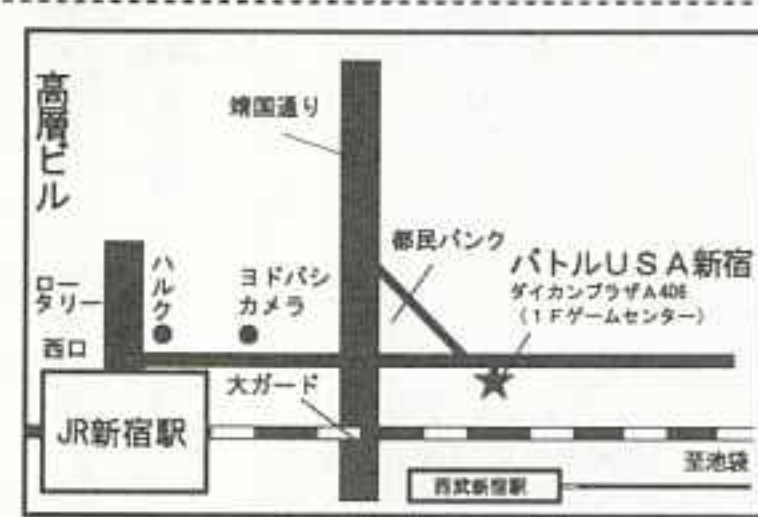 高層ビル
靖国通り
都民バンク
バトルUSA新宿
ダイカンプラザA406
（1Fゲームセンター）
ロー
タリー
ハルク
ヨドバシ
カメラ
西口
大ガード
JR新宿駅
至池袋
西武新宿駅